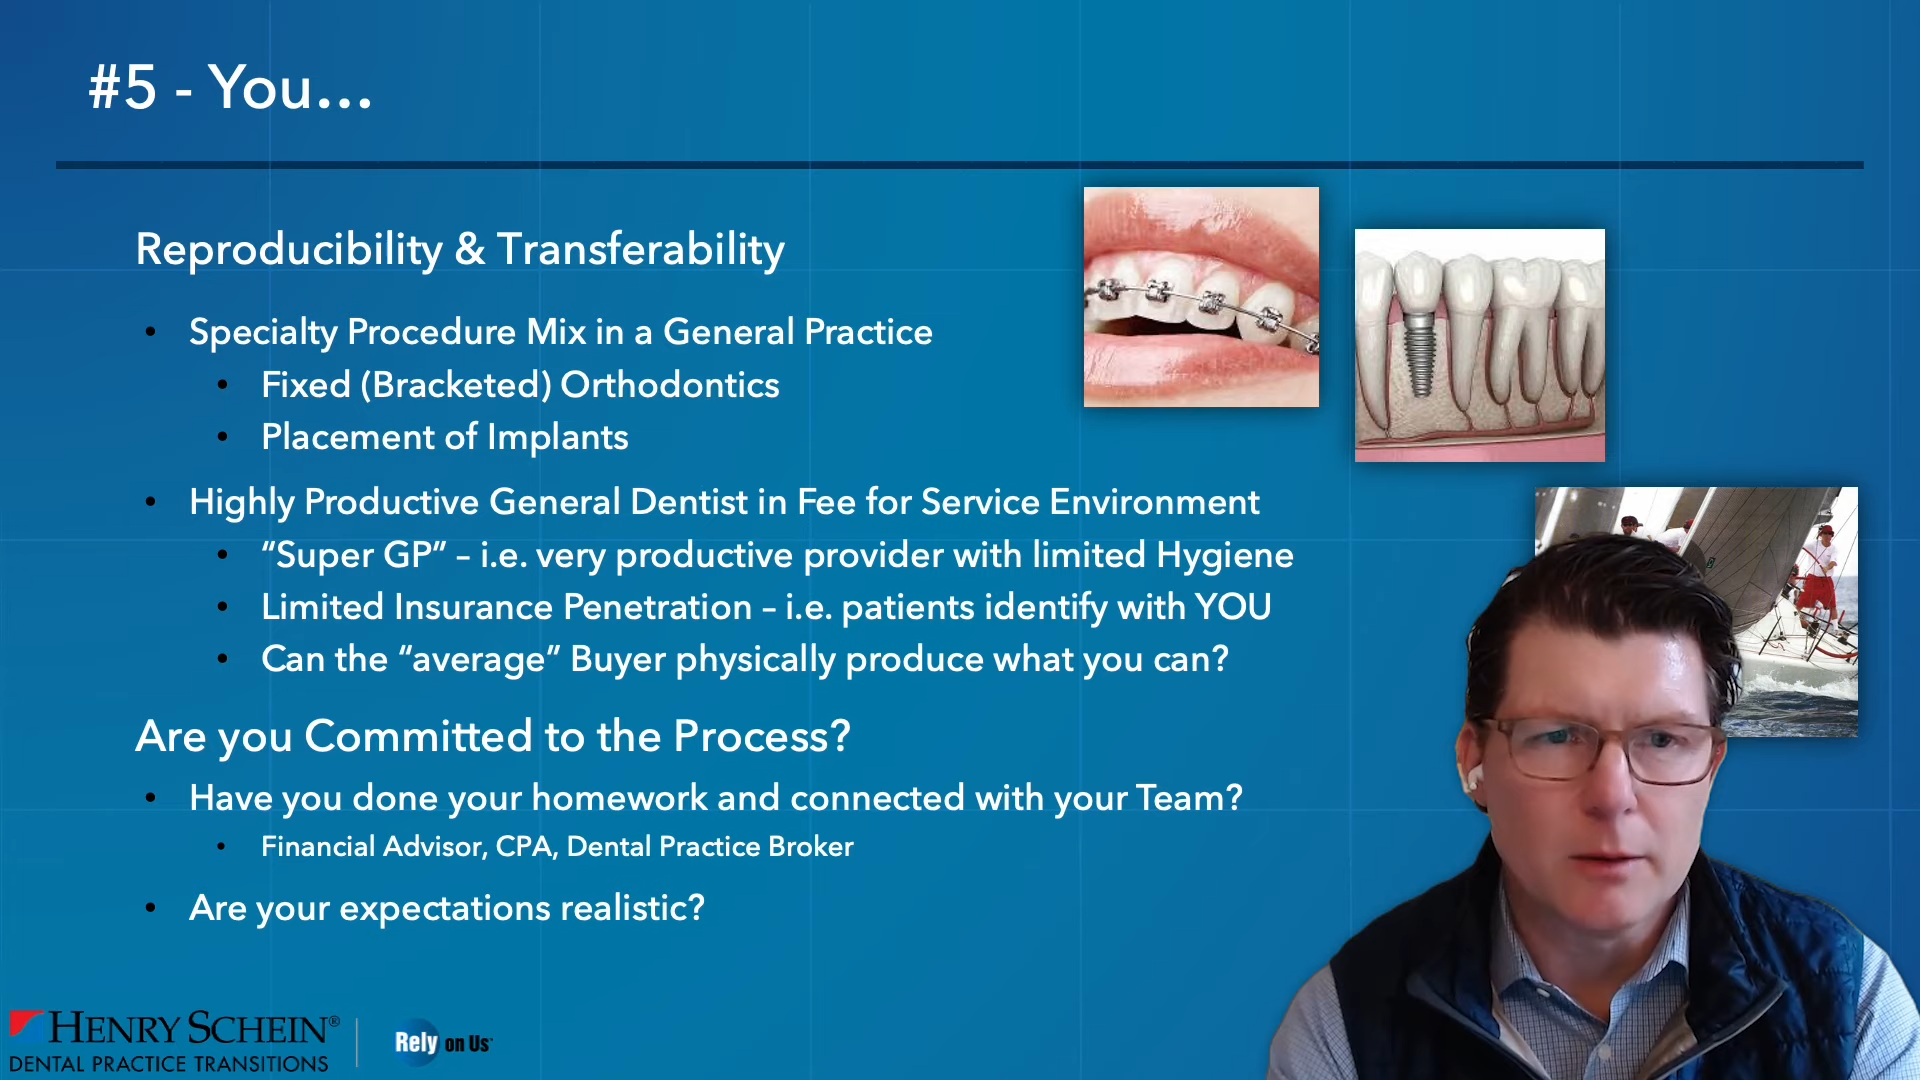 #5 - You...
Reproducibility & Transferability
• Specialty Procedure Mix in a General Practice
• Fixed (Bracketed) Orthodontics
• Placement of Implants
• Highly Productive General Dentist in Fee for Service Environment
• “Super GP” – i.e. very productive provider with limited Hygiene
• Limited Insurance Penetration – i.e. patients identify with YOU
• Can the “average” Buyer physically produce what you can?
Are you Committed to the Process?
• Have you done your homework and connected with your Team?
• Financial Advisor, CPA, Dental Practice Broker
• Are your expectations realistic?
HENRY SCHEIN®
DENTAL PRACTICE TRANSITIONS
Rely on Us